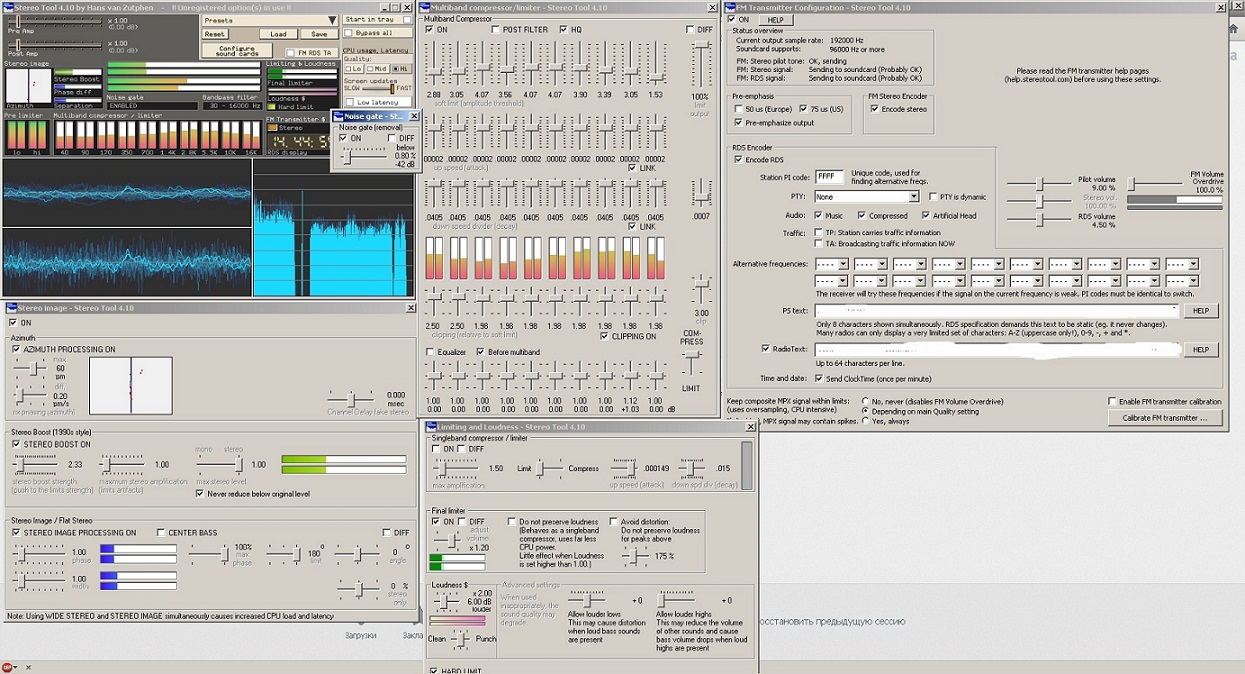 Stereo Tool 4.10 by Hans van Zutphen - !! Unregistered option(s) in use !!
x 1.00
(0.00 dB)
Pre Amp
x 1.00
(0.00 dB)
Post Amp
Presets
Reset
Load
Save
Configure
sound cards
FM RDS TA
Start in tray
Bypass all
CPU usage, Latency
Quality:
Lo Mid Hi
Screen updates
SLOW FAST
Low latency
Stereo image
Azimuth
Stereo Boost
Phase diff
Separation
Noise gate
ENABLED
Bandpass filter
30 - 16000 Hz
Limiting & Loudness
Final limiter
Loudness $
Hard limit
FM Transmitter $
Stereo
RDS display
Pre limiter
lo hi
Multiband compressor / limiter
40 90 170 350 700 1.4K 2.8K 5.5K 10K 16K
Noise gate - St...
Noise gate (removal)
ON DIFF
below
0.80 %
-42 dB
Multiband compressor/limiter - Stereo Tool 4.10
Multiband Compressor
ON POST FILTER HQ DIFF
2.88 3.05 4.07 4.07 4.07 4.07 3.90 3.39 3.05 1.53
soft limit (amplitude threshold)
100%
limit
output
.00002 .00002 .00002 .00002 .00002 .00002 .00002 .00002 .00002 .00002
up speed (attack)
LINK
.0405 .0405 .0405 .0405 .0405 .0405 .0405 .0405 .0405 .0405
down speed divider (decay)
LINK
.0007
2.50 2.50 1.98 1.98 1.98 1.98 1.98 1.98 1.98 1.98
clipping (relative to soft limit)
CLIPPING ON
3.00
clip
COM-
PRESS
LIMIT
Equalizer Before multiband
1.00 1.00 1.00 1.00 1.00 1.00 1.00 1.00 1.12 1.00
0.00 0.00 0.00 0.00 0.00 0.00 0.00 0.00 +1.03 0.00 dB
FM Transmitter Configuration - Stereo Tool 4.10
ON HELP
Status overview
Current output sample rate: 192000 Hz
Soundcard supports: 96000 Hz or more
FM: Stereo pilot tone: OK, sending
FM: Stereo signal: Sending to soundcard (Probably OK)
FM: RDS signal: Sending to soundcard (Probably OK)
Please read the FM transmitter help pages
(help.stereotool.com) before using these settings.
Pre-emphasis
50 us (Europe) 75 us (US)
Pre-emphasize output
FM Stereo Encoder
Encode stereo
RDS Encoder
Encode RDS
Station PI code: FFFF Unique code, used for
finding alternative freqs.
PTY: None PTY is dynamic
Audio: Music Compressed Artificial Head
Traffic: TP: Station carries traffic information
TA: Broadcasting traffic information NOW
Pilot volume
9.00 %
Stereo vol.
100.00 %
RDS volume
4.50 %
FM Volume
Overdrive
100.0 %
Alternative frequencies: ---- ---- ---- ---- ---- ---- ---- ---- ---- ----
---- ---- ---- ---- ---- ---- ---- ---- ---- ----
The receiver will try these frequencies if the signal on the current frequency is weak. PI codes must be identical to switch.
PS text: HELP
Only 8 characters shown simultaneously. RDS specification demands this text to be static (eg. it never changes).
Many radios can only display a very limited set of characters: A-Z (uppercase only!), 0-9, -, + and *.
RadioText: HELP
Up to 64 characters per line.
Time and date: Send ClockTime (once per minute)
Keep composite MPX signal within limits:
(uses oversampling, CPU intensive)
MPX signal may contain spikes.
No, never (disables FM Volume Overdrive)
Depending on main Quality setting
Yes, always
Enable FM transmitter calibration
Calibrate FM transmitter ...
Stereo image - Stereo Tool 4.10
ON
Azimuth
AZIMUTH PROCESSING ON
max.
60
µm
diff.
0.20
µm/s
fix phasing (azimuth)
0.000
msec
Channel Delay fake stereo
Stereo Boost (1990s style)
STEREO BOOST ON
2.33
stereo boost strength
(push to the limits strength)
1.00
maximum stereo amplification
(limits artifacts)
mono stereo
1.00
max stereo level
Never reduce below original level
Stereo Image / Flat Stereo
STEREO IMAGE PROCESSING ON CENTER BASS DIFF
1.00
phase
100%
max
phase
180 °
limit
0 °
angle
1.00
width
0 %
stereo
only
Note: Using WIDE STEREO and STEREO IMAGE simultaneously causes increased CPU load and latency
Limiting and Loudness - Stereo Tool 4.10
Singleband compressor / limiter
ON DIFF
1.50
max amplification
Limit Compress
.000149
up speed (attack)
.015
down spd div (decay)
Final limiter
ON DIFF
adjust
volume
x 1.20
Do not preserve loudness
(Behaves as a singleband
compressor, uses far less
CPU power.
Little effect when Loudness
is set higher than 1.00.)
Avoid distortion:
Do not preserve loudness
for peaks above
175 %
Loudness $
x 2.00
6.00 dB
louder
Clean Punch
Advanced settings
When used
inappropriately, the
sound quality may
degrade.
+ 0
Allow louder lows
This may cause distortion
when loud bass sounds
are present
+ 0
Allow louder highs
This may reduce the volume
of other sounds and cause
bass volume drops when loud
highs are present
HARD LIMIT
Загрузки
Закла
осстановить предыдущую сессию
ABP